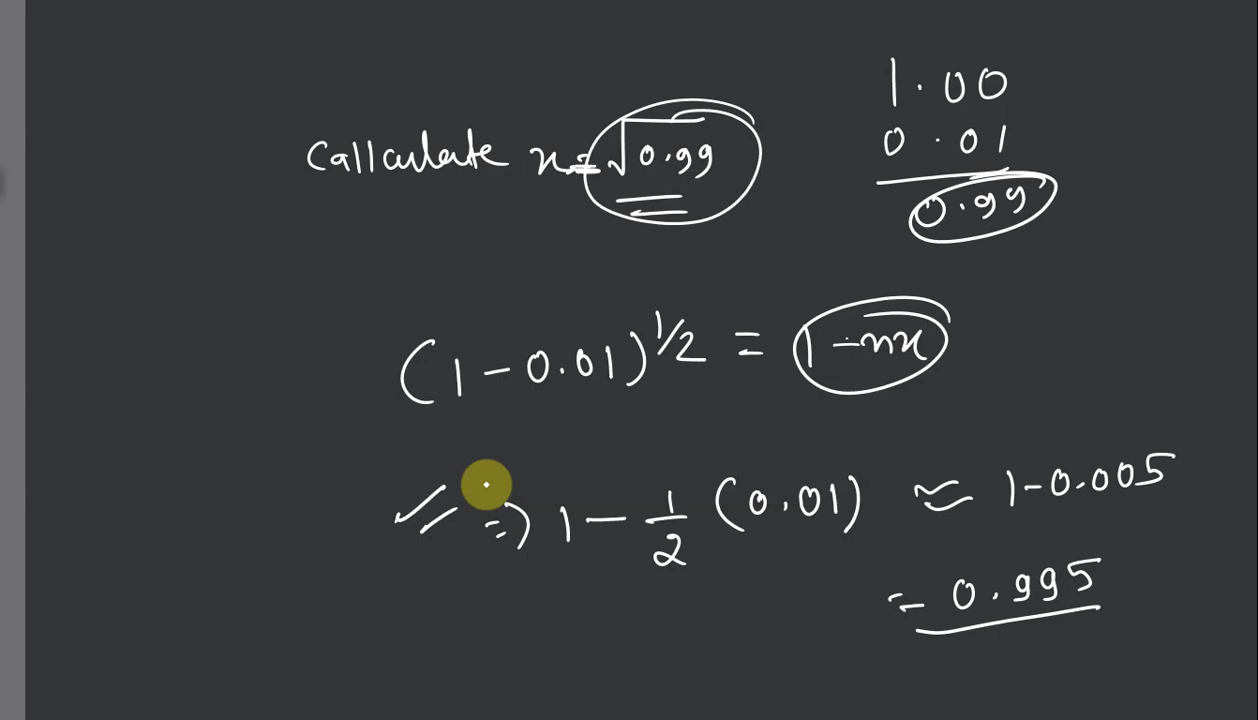 Callculate x = √0.99
1.00
0.01
0.99
(1 - 0.01)^1/2 = 1 - nx
⇒ 1 - 1/2 (0.01) ≈ 1 - 0.005
= 0.995